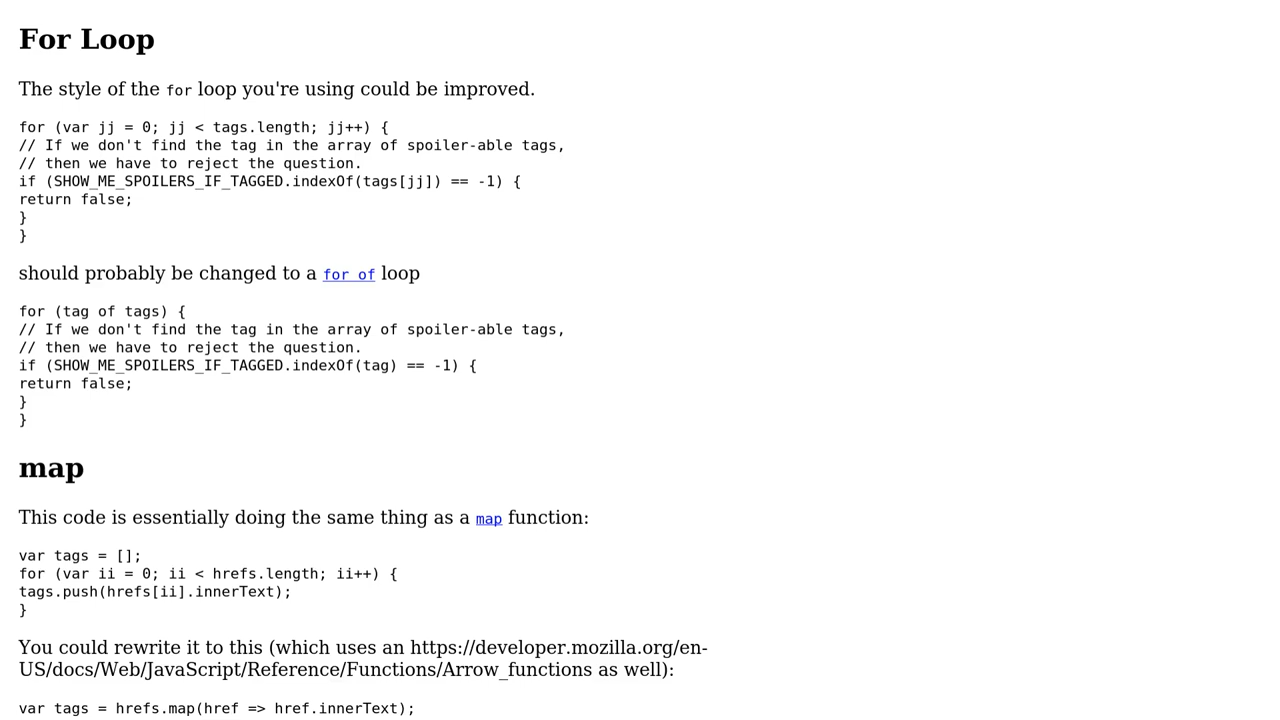 For Loop
The style of the for loop you're using could be improved.
for (var jj = 0; jj < tags.length; jj++) {
// If we don't find the tag in the array of spoiler-able tags,
// then we have to reject the question.
if (SHOW_ME_SPOILERS_IF_TAGGED.indexOf(tags[jj]) == -1) {
return false;
}
}
should probably be changed to a for of loop
for (tag of tags) {
// If we don't find the tag in the array of spoiler-able tags,
// then we have to reject the question.
if (SHOW_ME_SPOILERS_IF_TAGGED.indexOf(tag) == -1) {
return false;
}
}
map
This code is essentially doing the same thing as a map function:
var tags = [];
for (var ii = 0; ii < hrefs.length; ii++) {
tags.push(hrefs[ii].innerText);
}
You could rewrite it to this (which uses an https://developer.mozilla.org/en-
US/docs/Web/JavaScript/Reference/Functions/Arrow_functions as well):
var tags = hrefs.map(href => href.innerText);